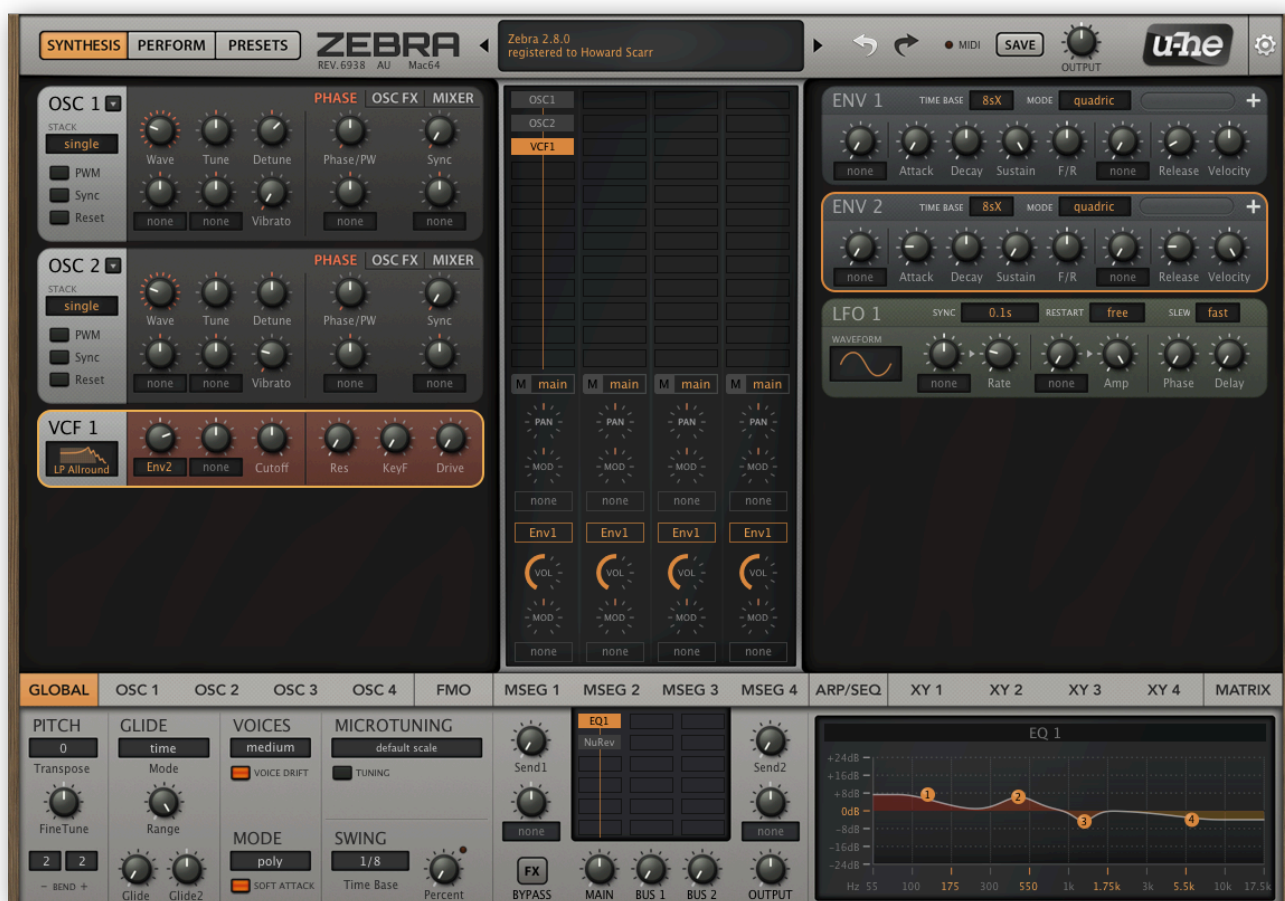 SYNTHESIS PERFORM PRESETS
ZEBRA
REV.6938 AU Mac64
Zebra 2.8.0
registered to Howard Scarr
MIDI
SAVE
OUTPUT
u-he
OSC 1
STACK
single
PWM
Sync
Reset
PHASE OSC FX MIXER
Wave Tune Detune Phase/PW Sync
none none Vibrato none none
OSC 2
STACK
single
PWM
Sync
Reset
PHASE OSC FX MIXER
Wave Tune Detune Phase/PW Sync
none none Vibrato none none
VCF 1
LP Allround
Env2 none Cutoff Res KeyF Drive
OSC1
OSC2
VCF1
M main M main M main M main
PAN PAN PAN PAN
MOD MOD MOD MOD
none none none none
Env1 Env1 Env1 Env1
VOL VOL VOL VOL
MOD MOD MOD MOD
none none none none
ENV 1 TIME BASE 8sX MODE quadric +
none Attack Decay Sustain F/R none Release Velocity
ENV 2 TIME BASE 8sX MODE quadric +
none Attack Decay Sustain F/R none Release Velocity
LFO 1 SYNC 0.1s RESTART free SLEW fast
WAVEFORM
none Rate none Amp Phase Delay
GLOBAL OSC 1 OSC 2 OSC 3 OSC 4 FMO MSEG 1 MSEG 2 MSEG 3 MSEG 4 ARP/SEQ XY 1 XY 2 XY 3 XY 4 MATRIX
PITCH
0
Transpose
FineTune
2 2
- BEND +
GLIDE
time
Mode
Range
Glide Glide2
VOICES
medium
VOICE DRIFT
MODE
poly
SOFT ATTACK
MICROTUNING
default scale
TUNING
SWING
1/8
Time Base
Percent
Send1
none
FX
BYPASS
EQ1
NuRev
MAIN BUS 1 BUS 2
Send2
none
OUTPUT
EQ 1
+24dB
+16dB
+8dB
0dB
-8dB
-16dB
-24dB
1 2 3 4
Hz 55 100 175 300 550 1k 1.75k 3k 5.5k 10k 17.5k